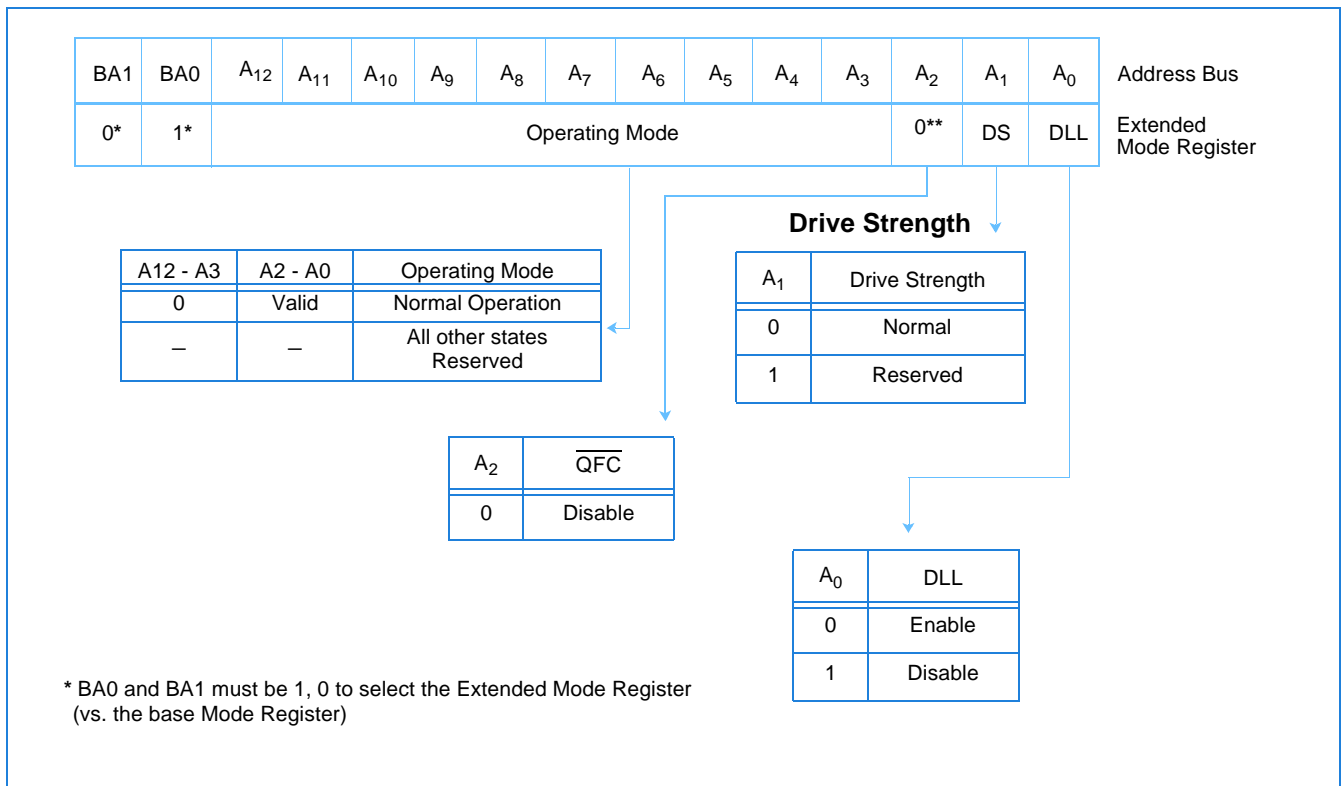 BA1 BA0 A12 A11 A10 A9 A8 A7 A6 A5 A4 A3 A2 A1 A0 Address Bus
0* 1* Operating Mode 0** DS DLL Extended
Mode Register
Drive Strength
A12 - A3 A2 - A0 Operating Mode
0 Valid Normal Operation
– – All other states
Reserved
A1 Drive Strength
0 Normal
1 Reserved
A2 QFC
0 Disable
A0 DLL
0 Enable
1 Disable
* BA0 and BA1 must be 1, 0 to select the Extended Mode Register
(vs. the base Mode Register)